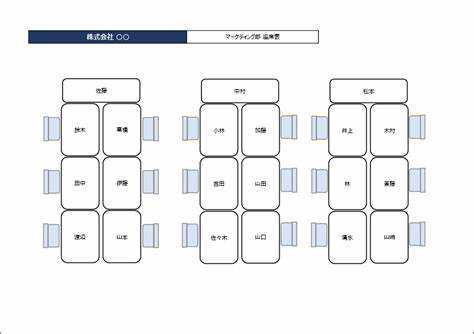 株式会社 〇〇
マーケティング部 座席表
佐藤 中村 松本
鈴木 高橋 小林 加藤 井上 木村
田中 伊藤 吉田 山田 林 斎藤
渡辺 山本 佐々木 山口 清水 山崎